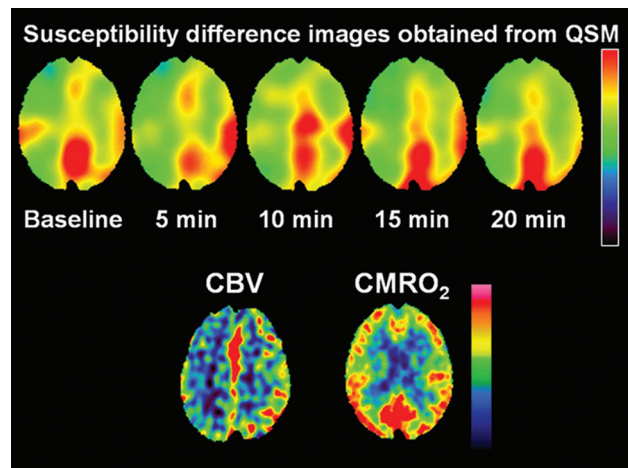 Susceptibility difference images obtained from QSM
Baseline 5 min 10 min 15 min 20 min
CBV CMRO₂